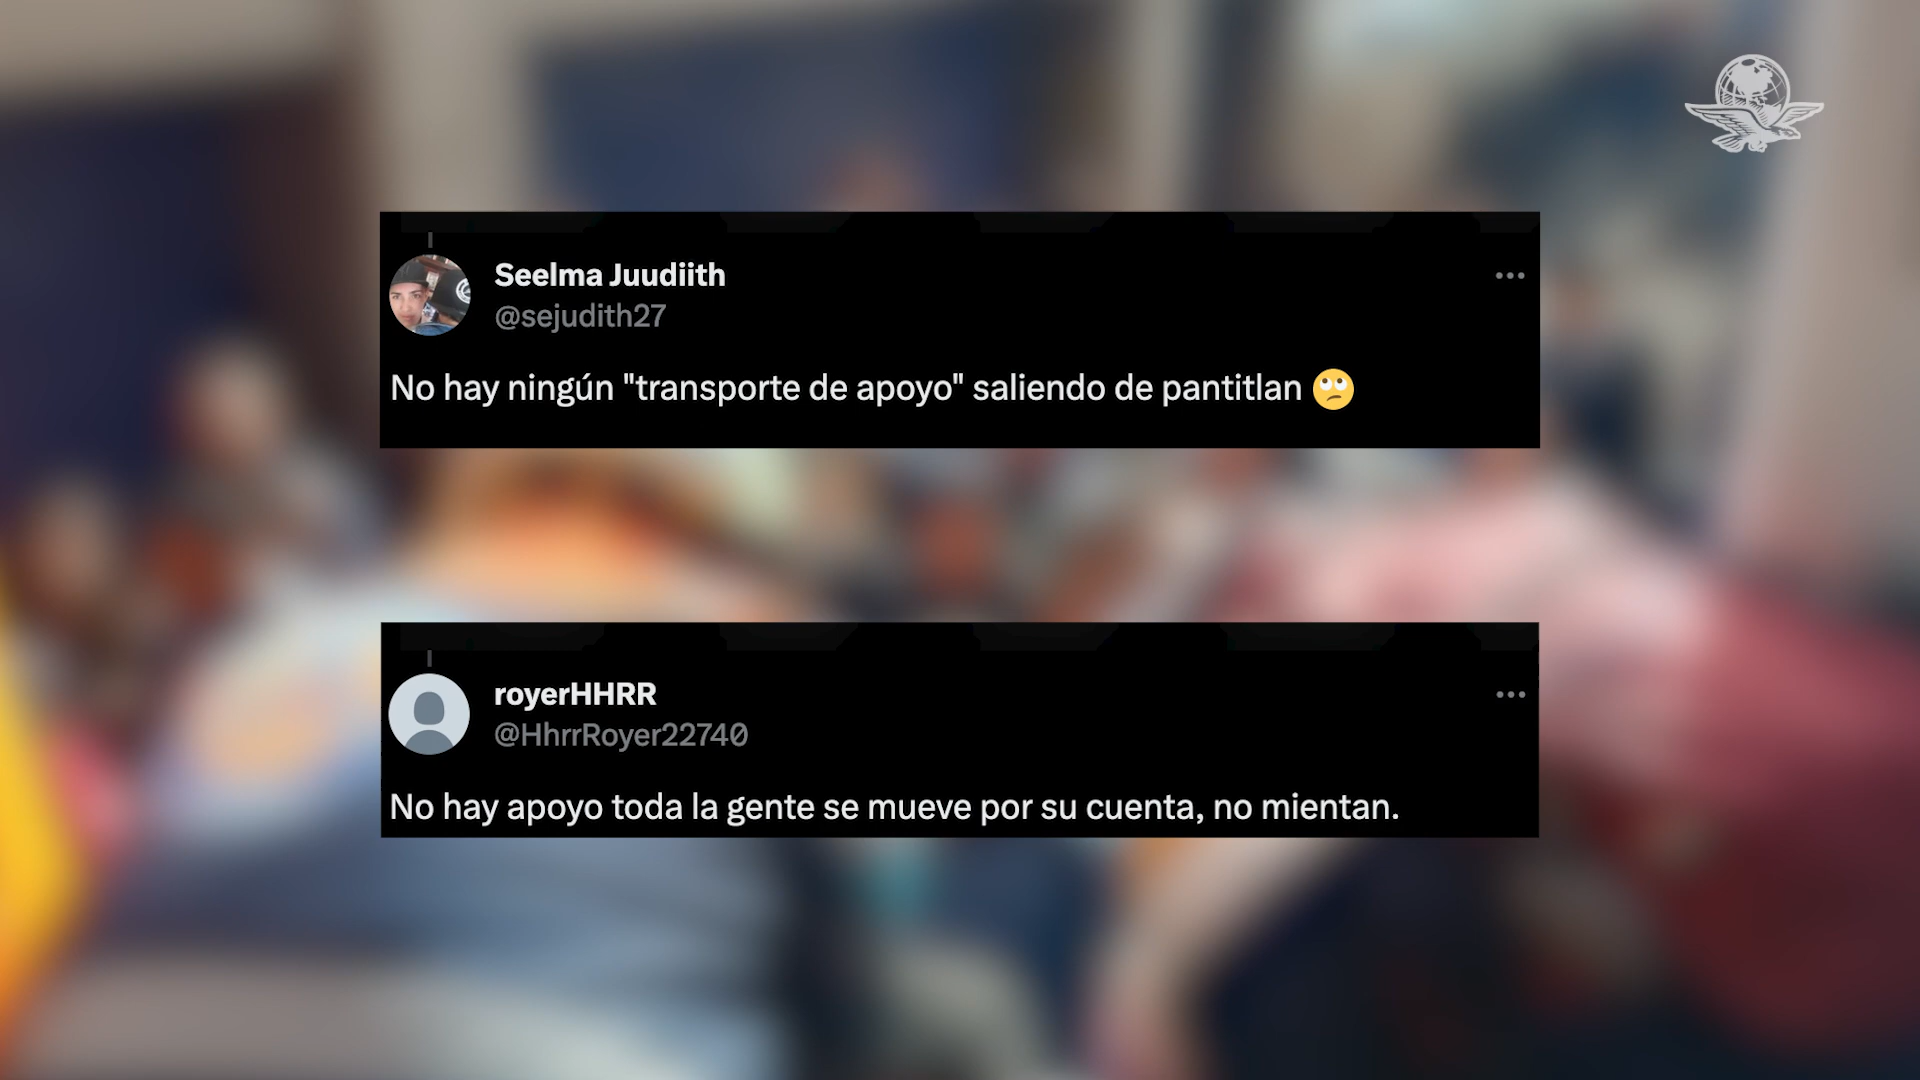 Seelma Juudiith
@sejudith27
No hay ningún "transporte de apoyo" saliendo de pantitlan 🙄
royerHHRR
@HhrrRoyer22740
No hay apoyo toda la gente se mueve por su cuenta, no mientan.